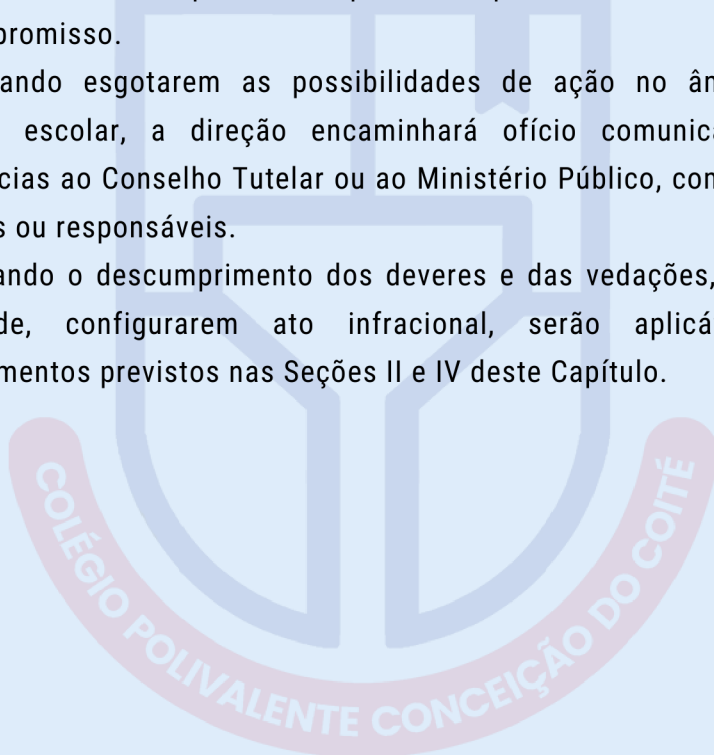 promisso.
ando esgotarem as possibilidades de ação no ân
escolar, a direção encaminhará ofício comunica
cias ao Conselho Tutelar ou ao Ministério Público, con
s ou responsáveis.
ando o descumprimento dos deveres e das vedações,
de, configurarem ato infracional, serão aplicá
mentos previstos nas Seções II e IV deste Capítulo.
COLÉGIO POLIVALENTE CONCEIÇÃO DO COITÉ